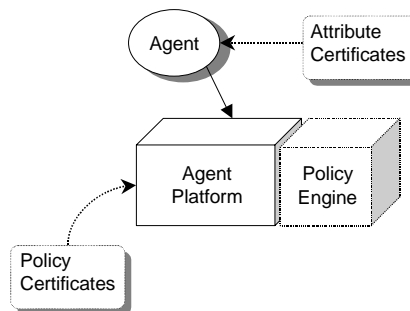 Agent
Attribute
Certificates
Agent
Platform
Policy
Engine
Policy
Certificates